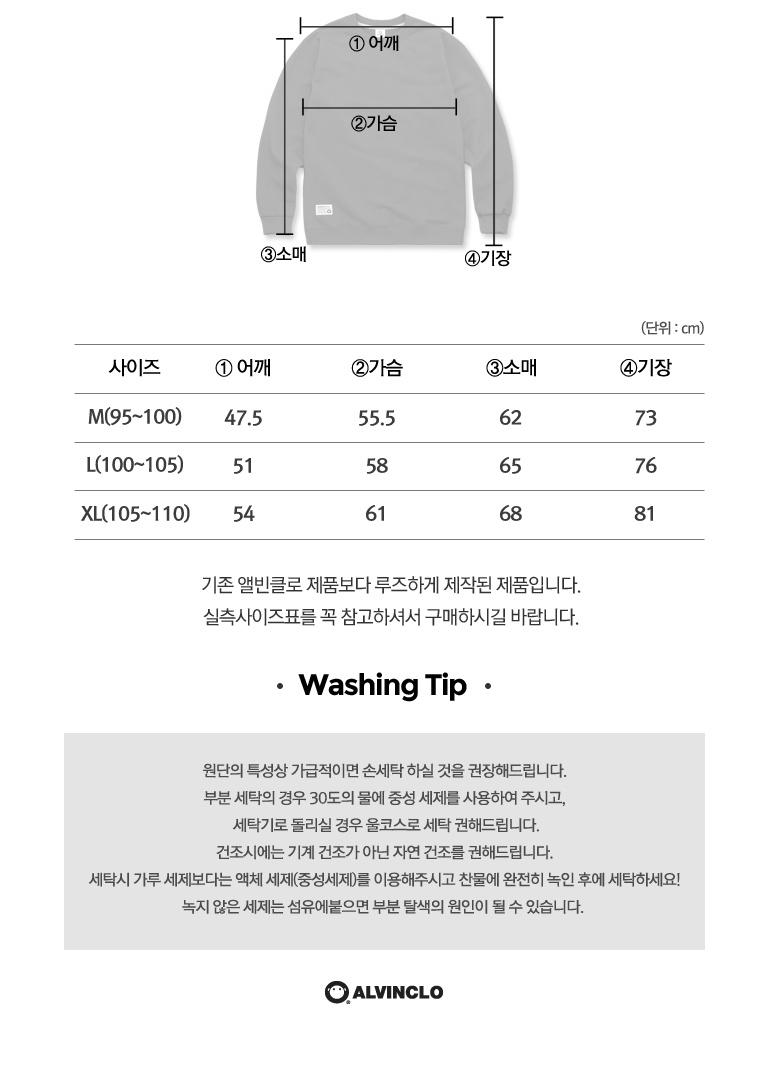 ① 어깨
②가슴
③소매
④기장
(단위 : cm)
사이즈 ① 어깨 ②가슴 ③소매 ④기장
M(95~100) 47.5 55.5 62 73
L(100~105) 51 58 65 76
XL(105~110) 54 61 68 81
기존 앨빈클로 제품보다 루즈하게 제작된 제품입니다.
실측사이즈표를 꼭 참고하셔서 구매하시길 바랍니다.
· Washing Tip ·
원단의 특성상 가급적이면 손세탁 하실 것을 권장해드립니다.
부분 세탁의 경우 30도의 물에 중성 세제를 사용하여 주시고,
세탁기로 돌리실 경우 울코스로 세탁 권해드립니다.
건조시에는 기계 건조가 아닌 자연 건조를 권해드립니다.
세탁시 가루 세제보다는 액체 세제(중성세제)를 이용해주시고 찬물에 완전히 녹인 후에 세탁하세요!
녹지 않은 세제는 섬유에붙으면 부분 탈색의 원인이 될 수 있습니다.
ALVINCLO